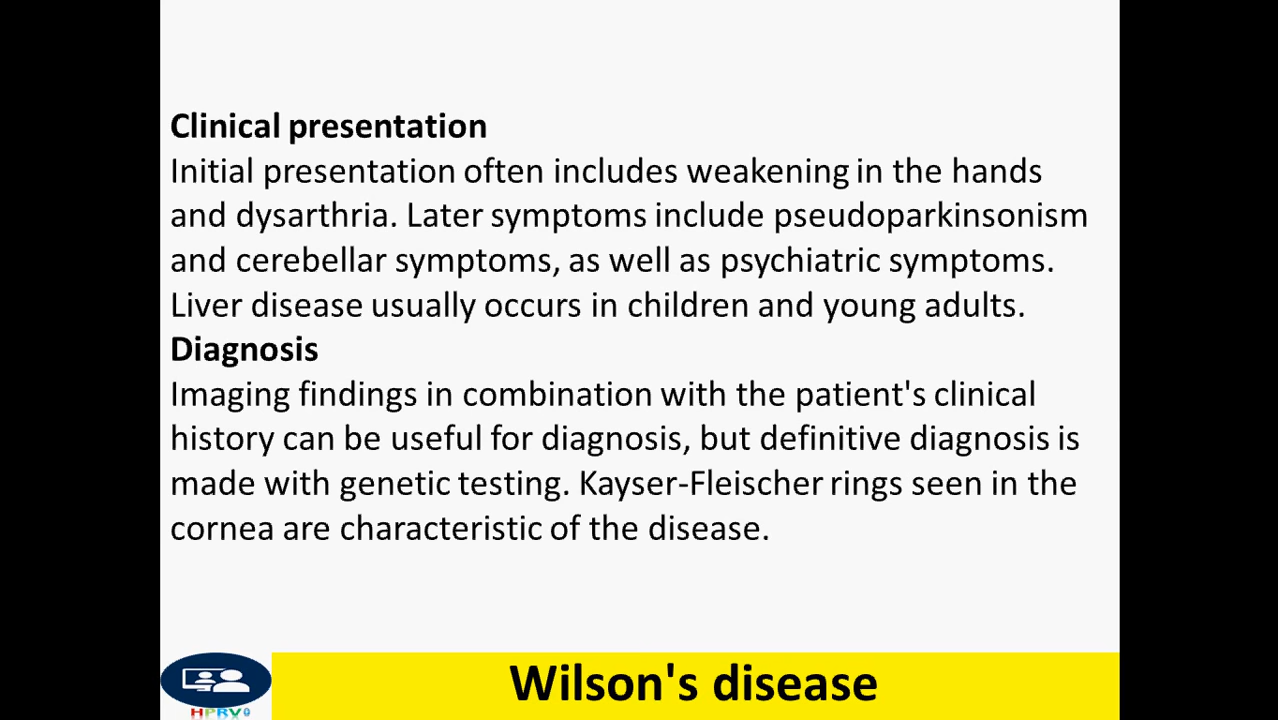 Clinical presentation
Initial presentation often includes weakening in the hands
and dysarthria. Later symptoms include pseudoparkinsonism
and cerebellar symptoms, as well as psychiatric symptoms.
Liver disease usually occurs in children and young adults.
Diagnosis
Imaging findings in combination with the patient's clinical
history can be useful for diagnosis, but definitive diagnosis is
made with genetic testing. Kayser-Fleischer rings seen in the
cornea are characteristic of the disease.
Wilson's disease
HPRV